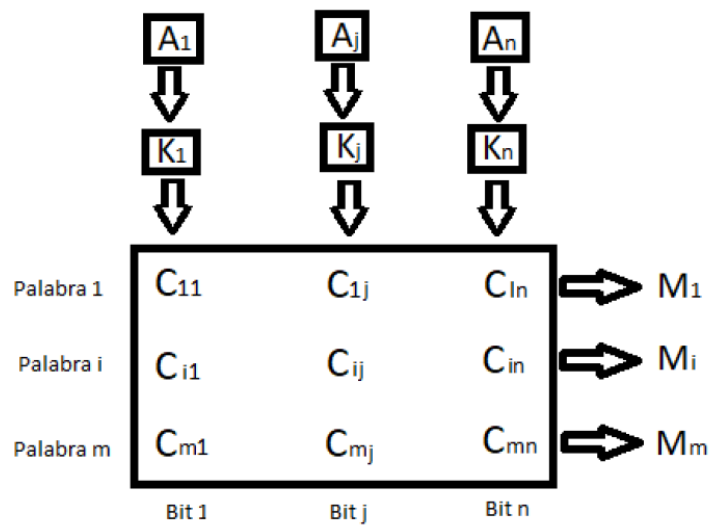 A1 Aj An
K1 Kj Kn
Palabra 1 C11 C1j CIn M1
Palabra i Ci1 Cij Cin Mi
Palabra m Cm1 Cmj Cmn Mm
Bit 1 Bit j Bit n